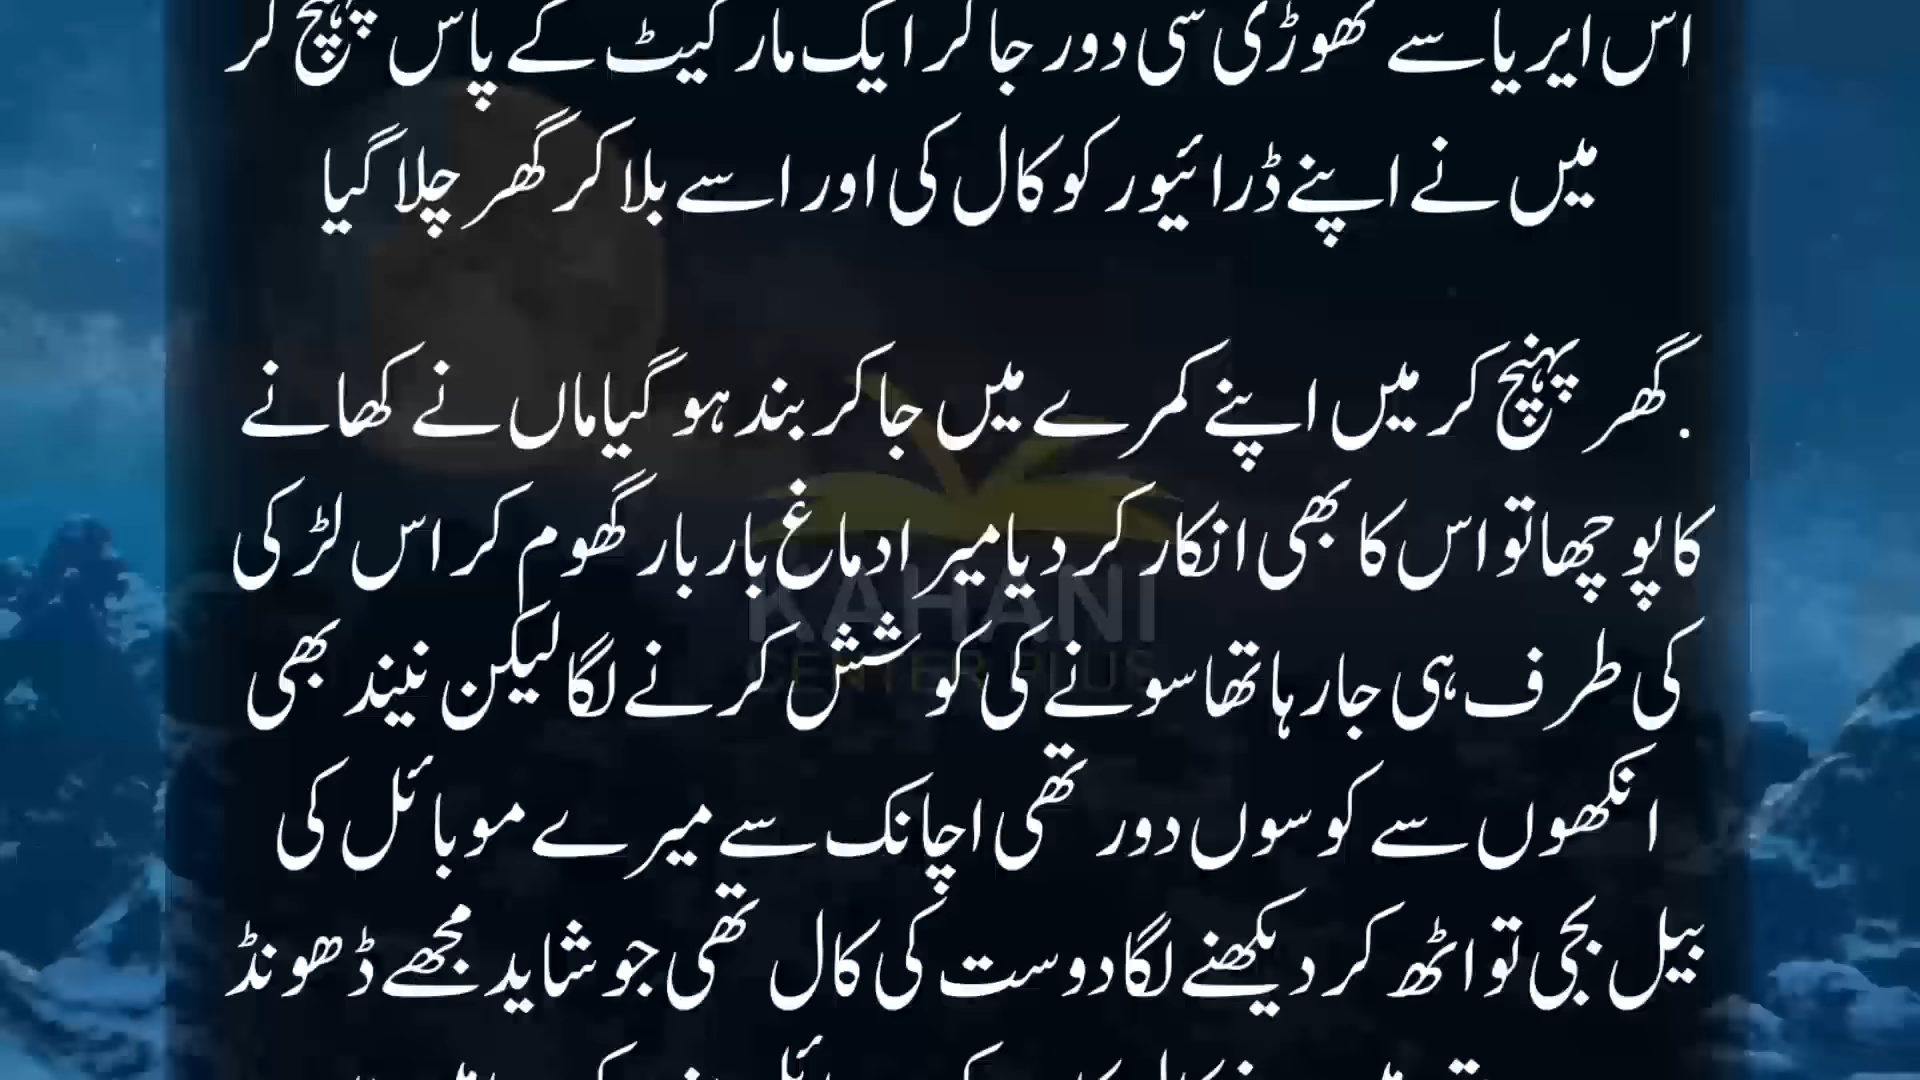 اس ایریا سے تھوڑی سی دور جا کر ایک مارکیٹ کے پاس پہنچ کر
میں نے اپنے ڈرائیور کو کال کی اور اسے بلا کر گھر چلا گیا
.گھر پہنچ کر میں اپنے کمرے میں جا کر بند ہو گیا ماں نے کھانے
کا پوچھا تو اس کا بھی انکار کر دیا میرا دماغ بار بار گھوم کر اس لڑکی
کی طرف ہی جا رہا تھا سونے کی کوشش کرنے لگا لیکن نیند بھی
انکھوں سے کوسوں دور تھی اچانک سے میرے موبائل کی
بیل بجی تو اٹھ کر دیکھنے لگا دوست کی کال تھی جو شاید مجھے ڈھونڈ
KAHANI
CENTER PLUS